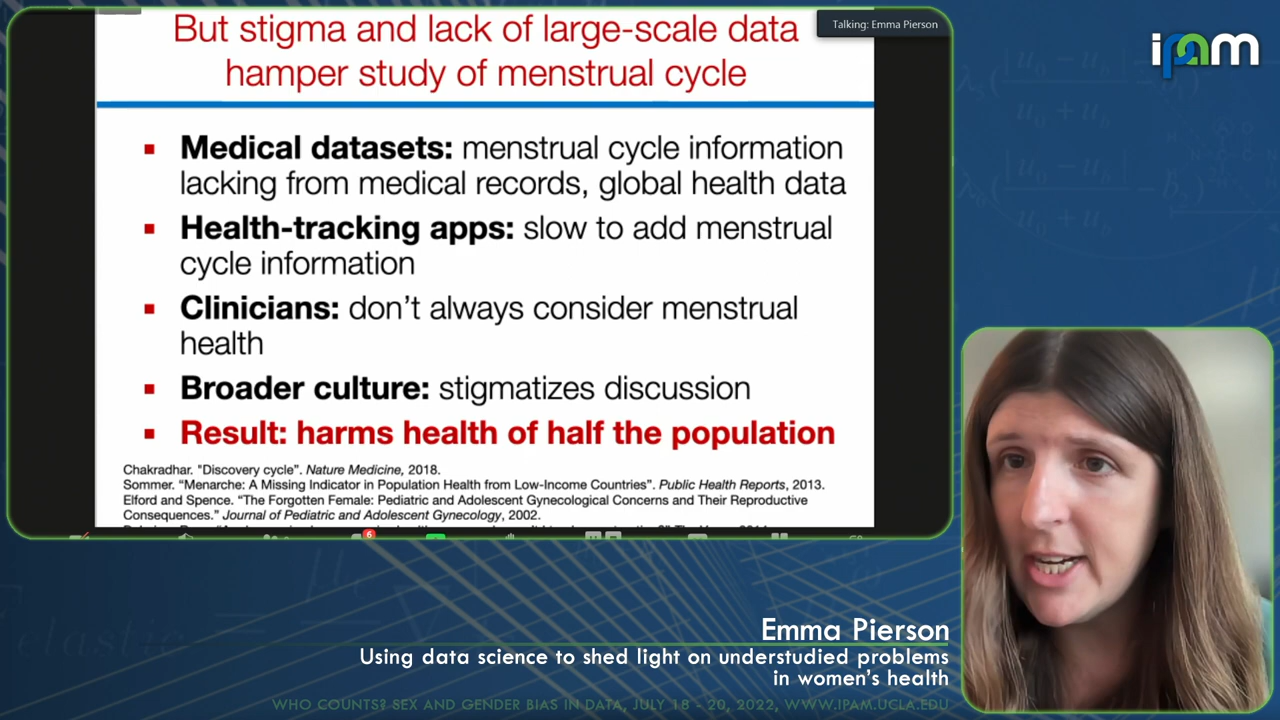 But stigma and lack of large-scale data
hamper study of menstrual cycle
Talking: Emma Pierson
ipam
▪ Medical datasets: menstrual cycle information
lacking from medical records, global health data
▪ Health-tracking apps: slow to add menstrual
cycle information
▪ Clinicians: don’t always consider menstrual
health
▪ Broader culture: stigmatizes discussion
▪ Result: harms health of half the population
Chakradhar. "Discovery cycle”. Nature Medicine, 2018.
Sommer. “Menarche: A Missing Indicator in Population Health from Low-Income Countries”. Public Health Reports, 2013.
Elford and Spence. “The Forgotten Female: Pediatric and Adolescent Gynecological Concerns and Their Reproductive
Consequences.” Journal of Pediatric and Adolescent Gynecology, 2002.
6
Emma Pierson
Using data science to shed light on understudied problems
in women’s health
WHO COUNTS? SEX AND GENDER BIAS IN DATA, JULY 18 - 20, 2022, WWW.IPAM.UCLA.EDU